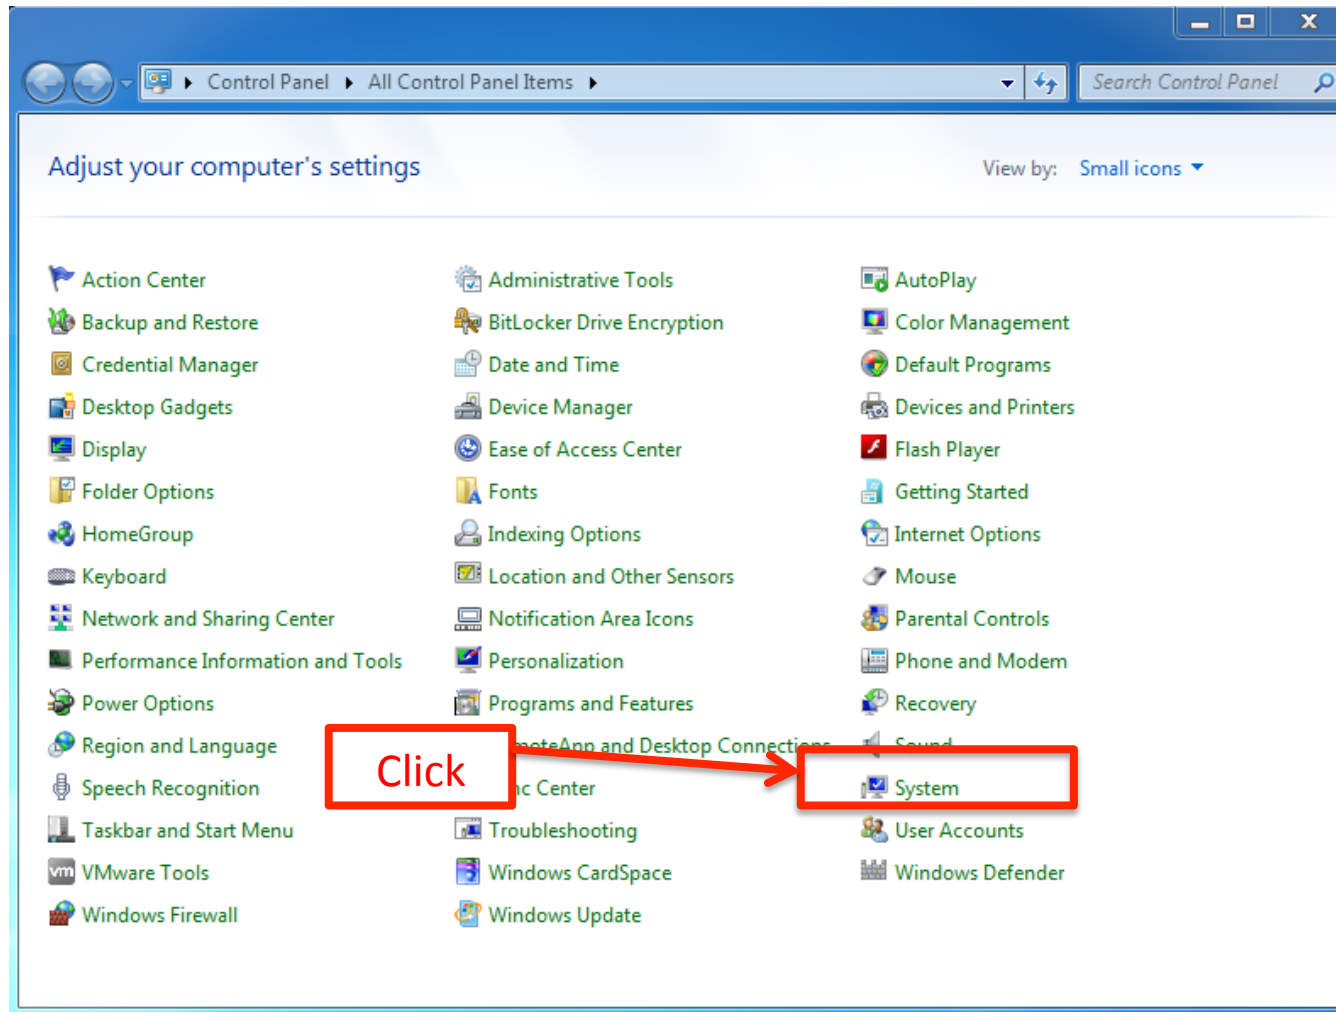 Control Panel All Control Panel Items Search Control Panel
Adjust your computer's settings View by: Small icons
Action Center Administrative Tools AutoPlay
Backup and Restore BitLocker Drive Encryption Color Management
Credential Manager Date and Time Default Programs
Desktop Gadgets Device Manager Devices and Printers
Display Ease of Access Center Flash Player
Folder Options Fonts Getting Started
HomeGroup Indexing Options Internet Options
Keyboard Location and Other Sensors Mouse
Network and Sharing Center Notification Area Icons Parental Controls
Performance Information and Tools Personalization Phone and Modem
Power Options Programs and Features Recovery
Region and Language and Desktop Connections Sound
Click
Speech Recognition Center System
Taskbar and Start Menu Troubleshooting User Accounts
vm VMware Tools Windows CardSpace Windows Defender
Windows Firewall Windows Update